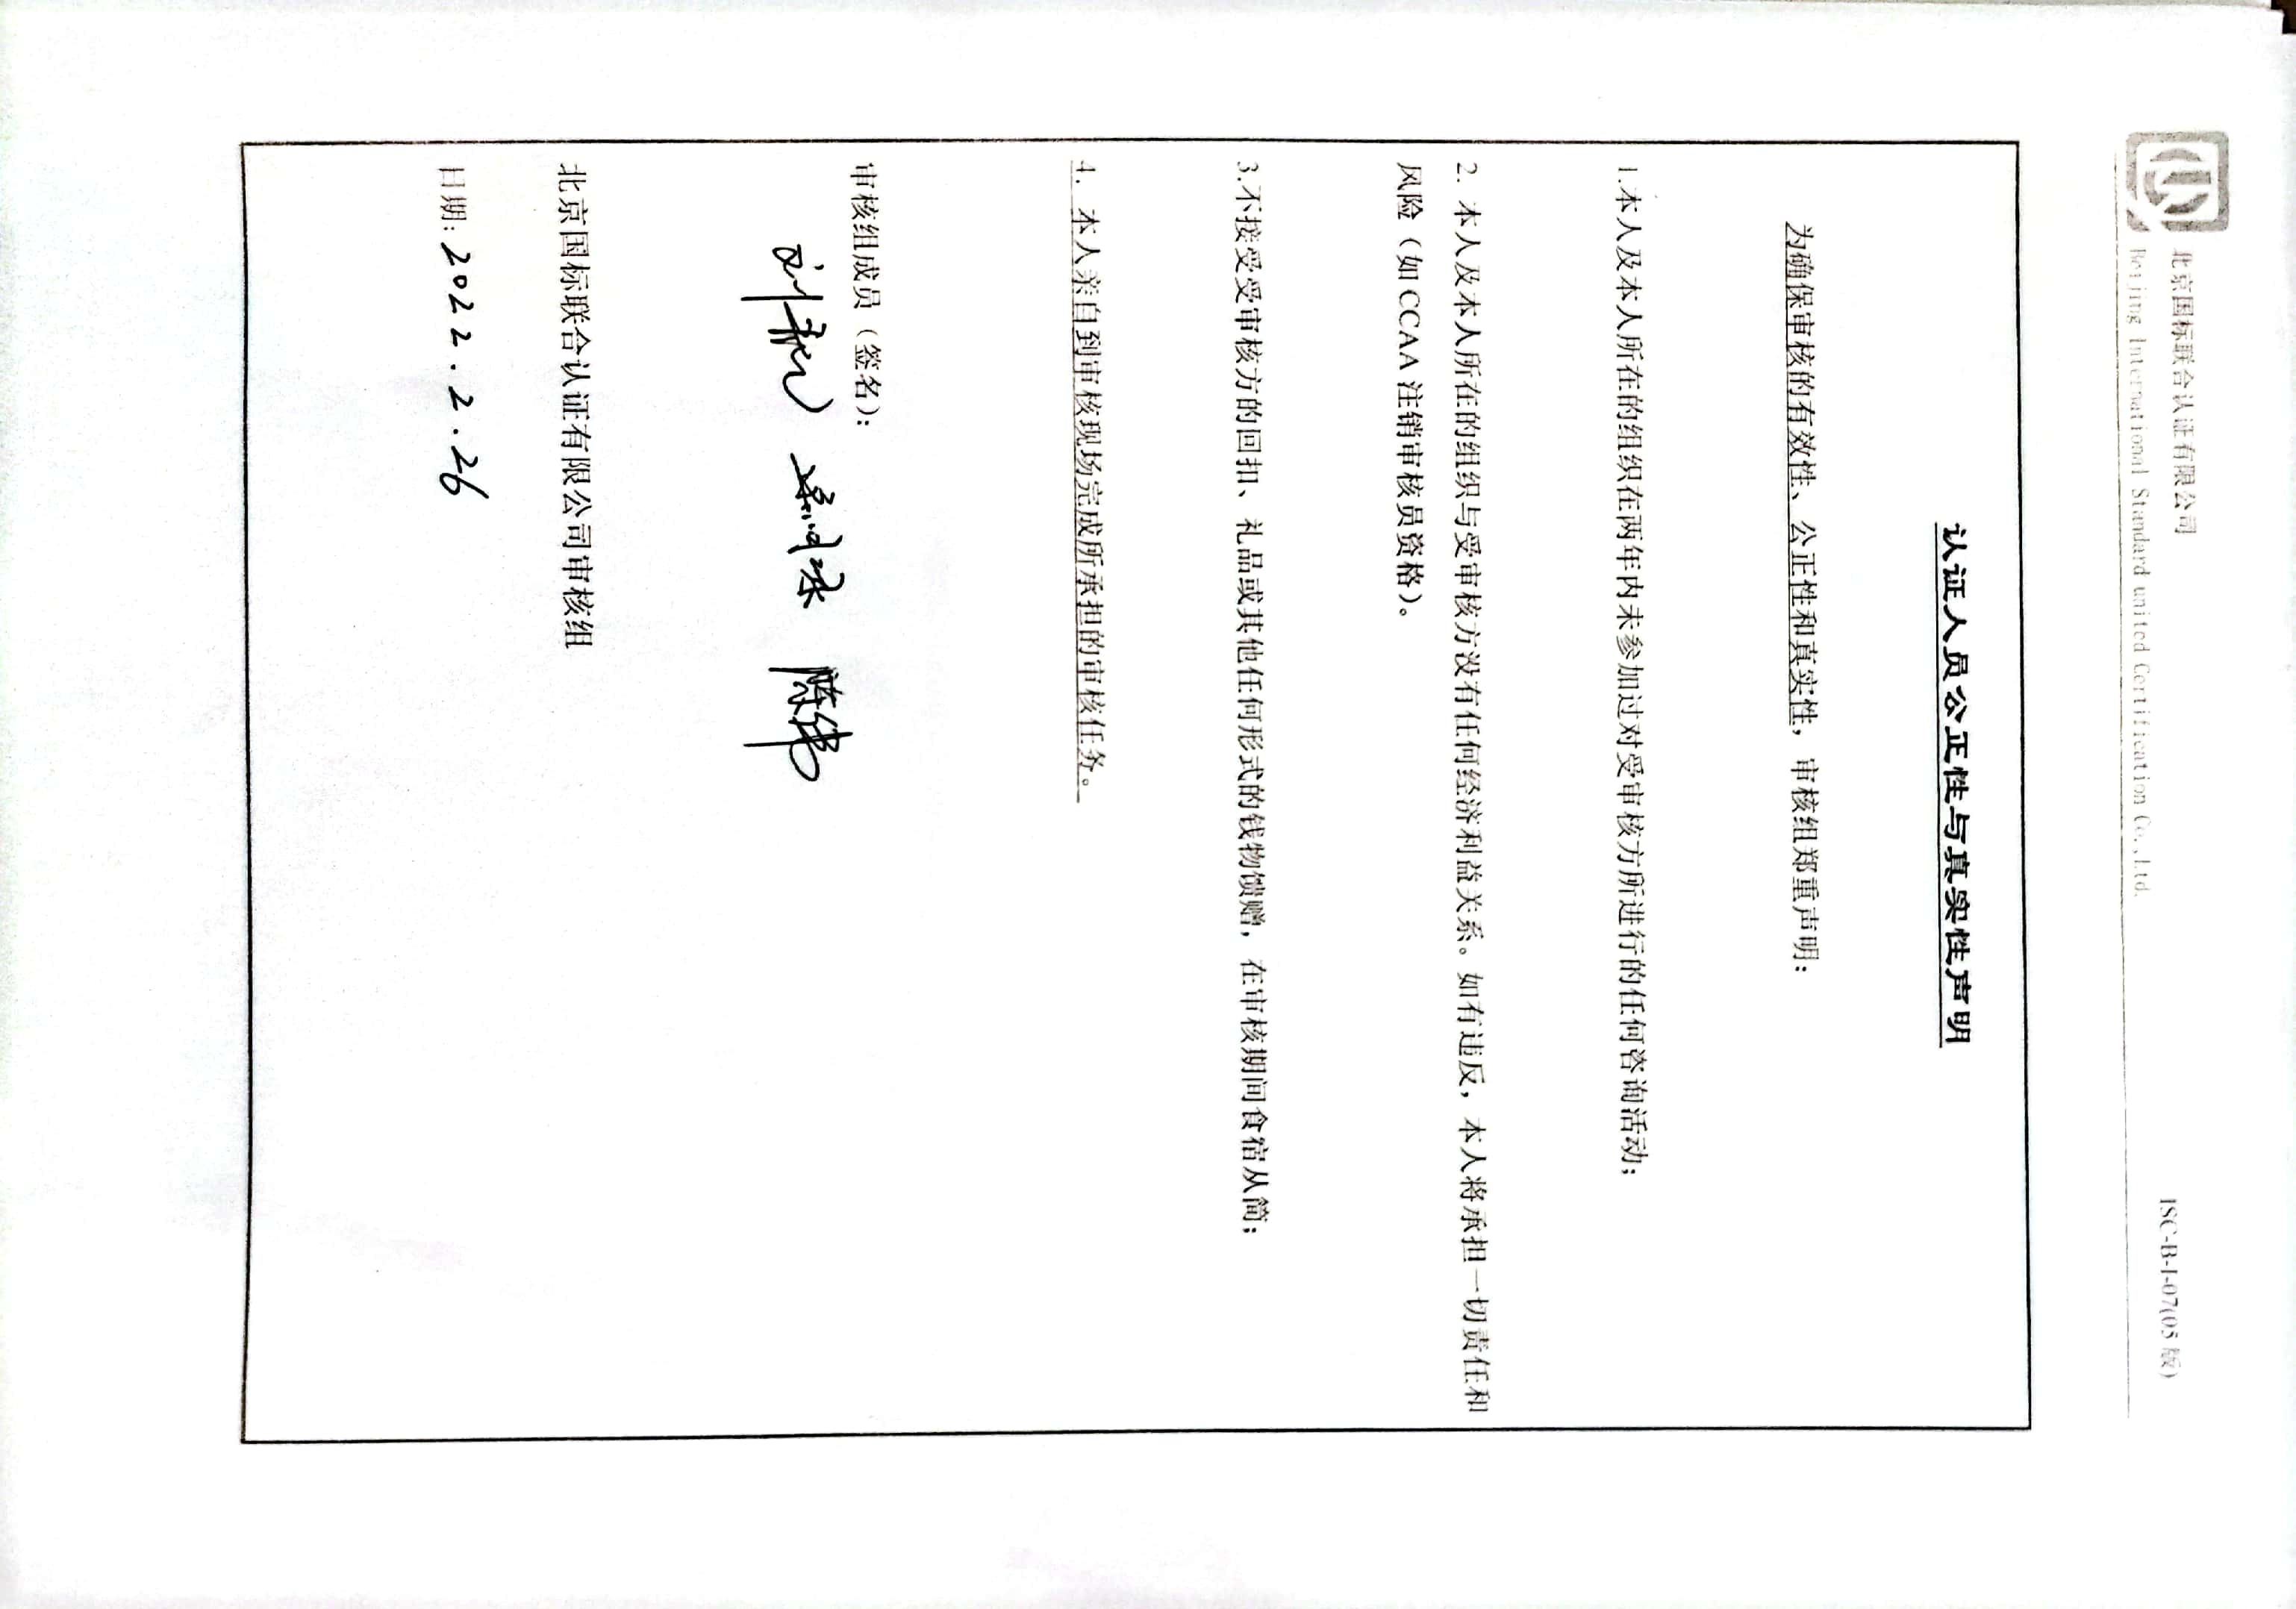 北京国标联合认证有限公司
Beijing International Standard united Certification Co.,Ltd.
ISC-B-I-07(05版)
认证人员公正性与真实性声明
为确保审核的有效性、公正性和真实性，审核组郑重声明：
1.本人及本人所在的组织在两年内未参加过对受审核方所进行的任何咨询活动；
2. 本人及本人所在的组织与受审核方没有任何经济利益关系。如有违反，本人将承担一切责任和
风险（如CCAA注销审核员资格）。
3.不接受受审核方的回扣、礼品或其他任何形式的钱物馈赠，在审核期间食宿从简；
4. 本人亲自到审核现场完成所承担的审核任务。
审核组成员（签名）：
陈伟
北京国标联合认证有限公司审核组
日期：2022.2.26